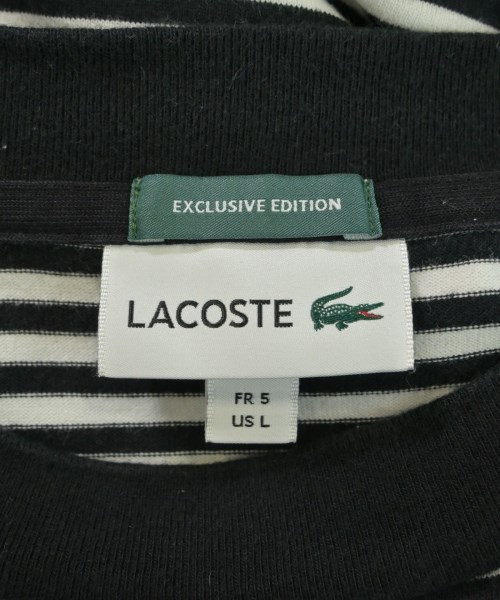 EXCLUSIVE EDITION
LACOSTE
FR 5
US L